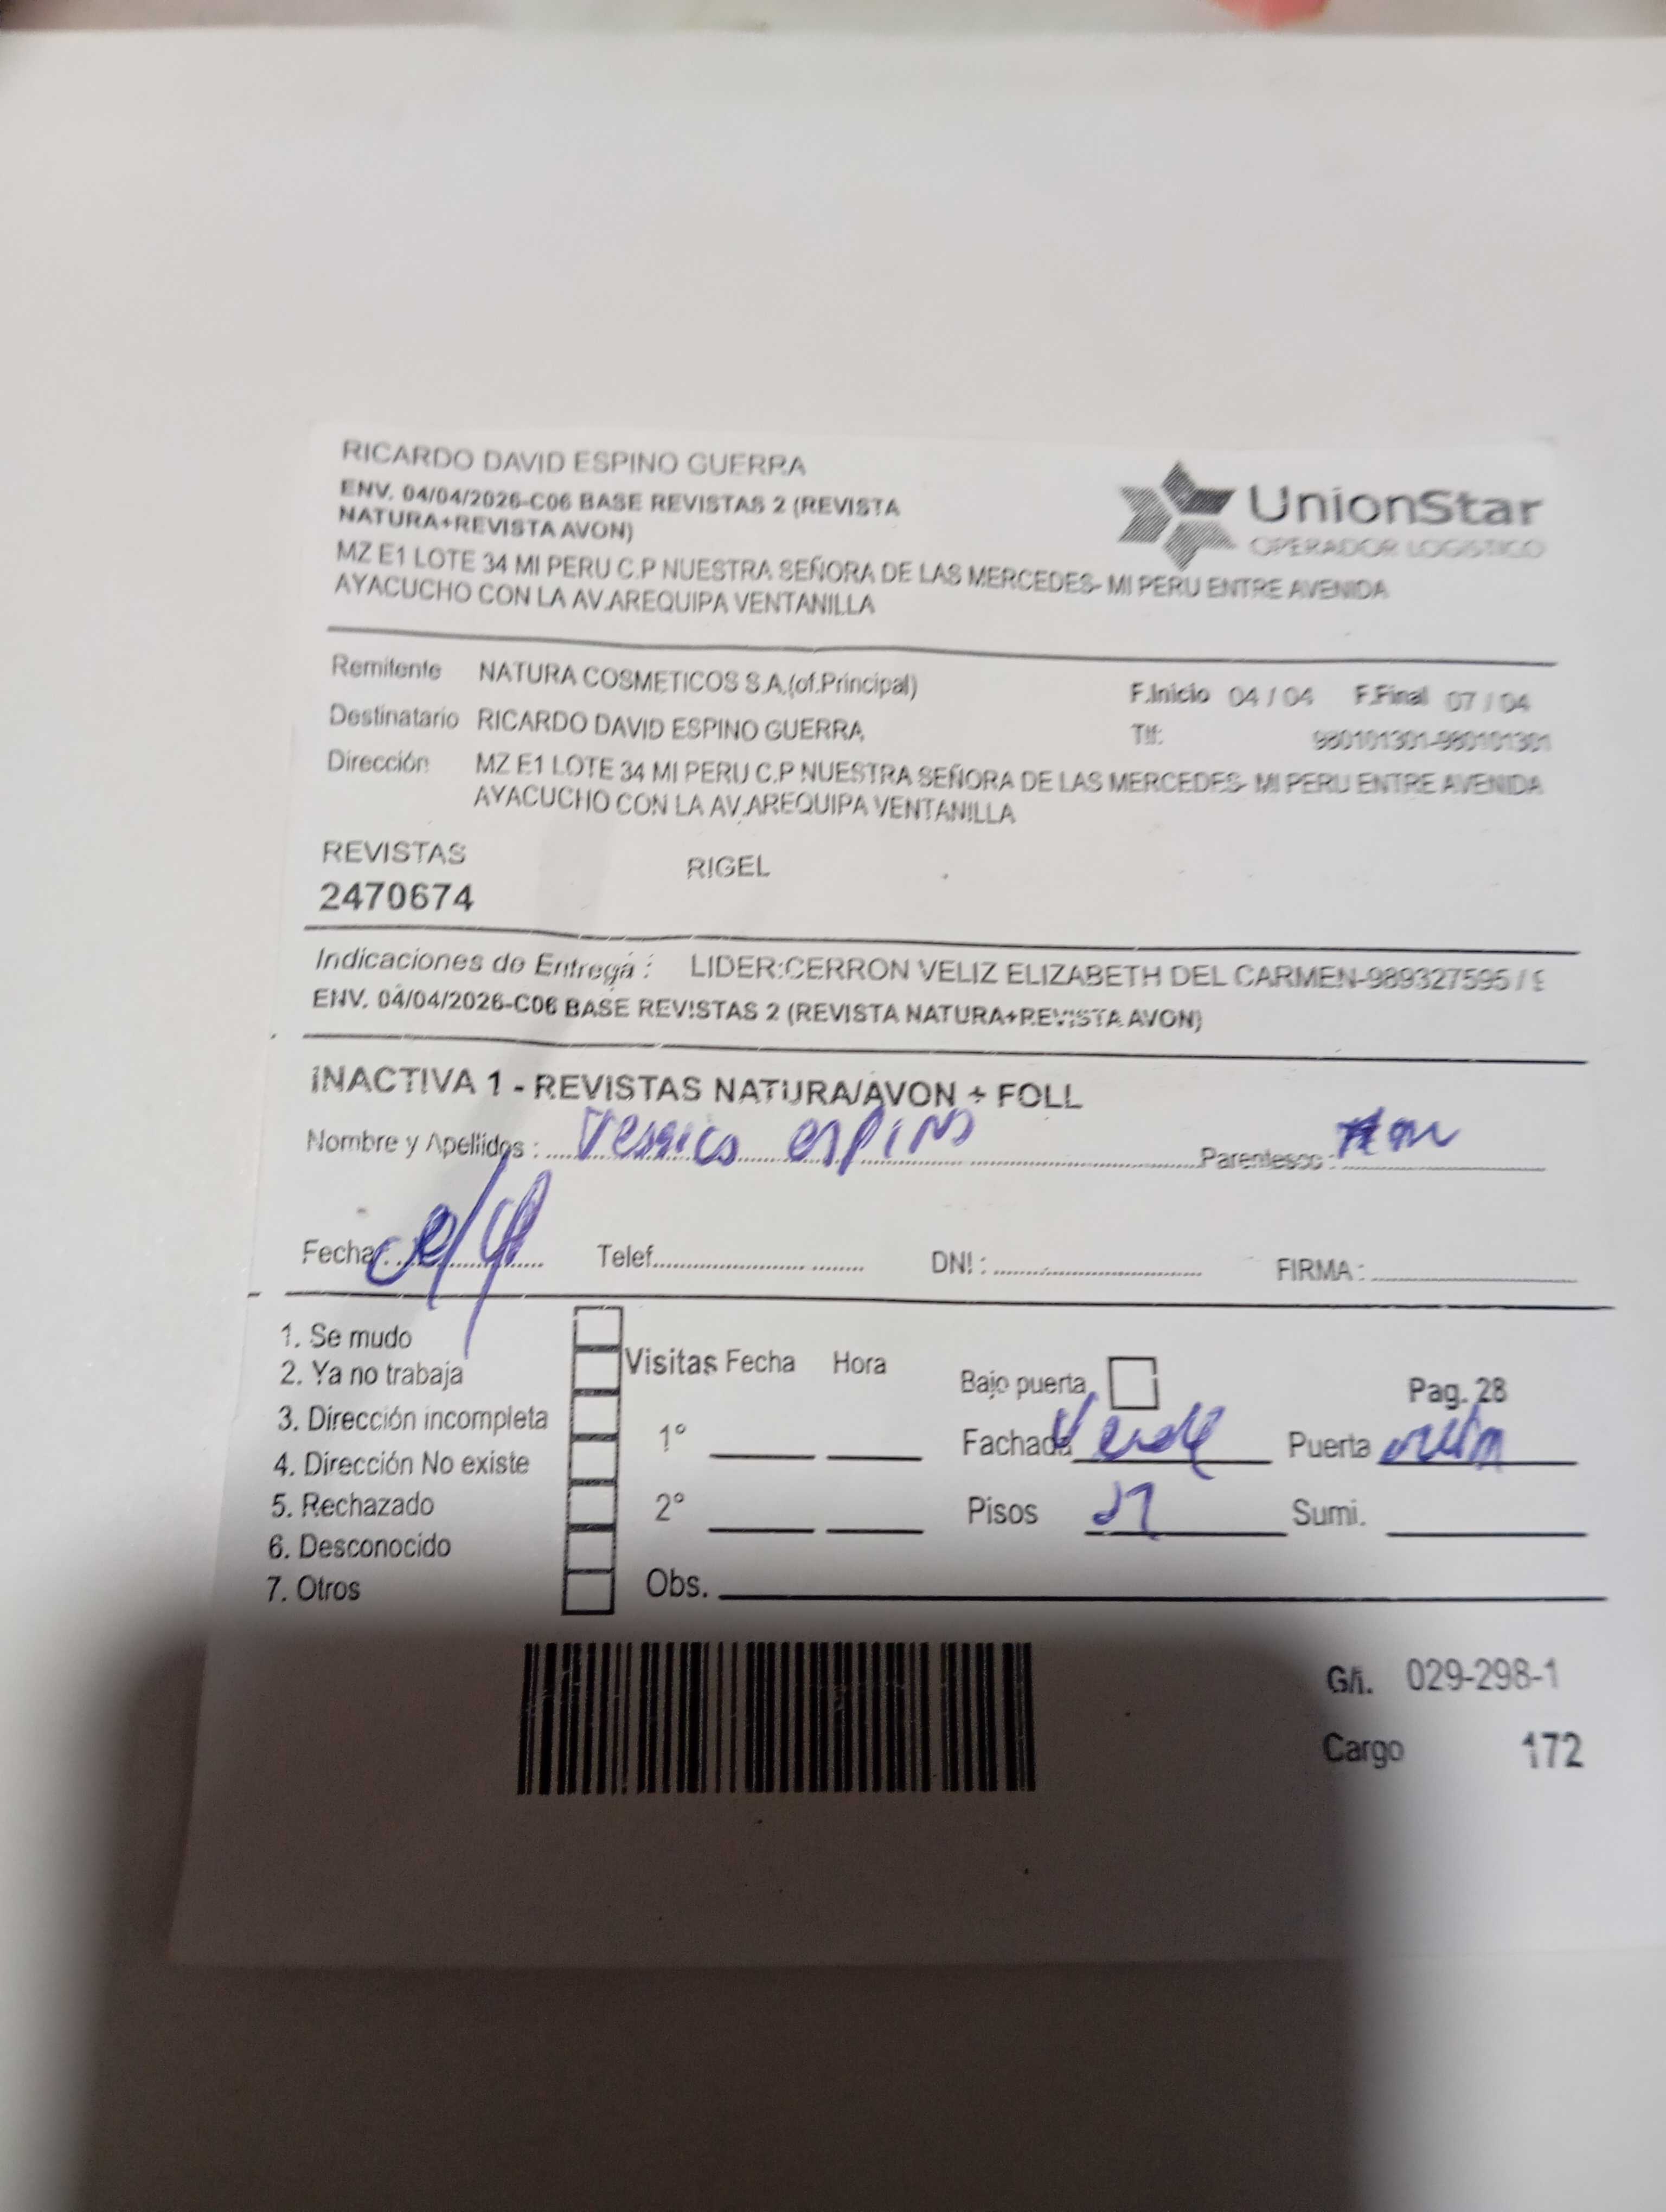 RICARDO DAVID ESPINO GUERRA
ENV. 04/04/2026-C06 BASE REVISTAS 2 (REVISTA
NATURA+REVISTA AVON)
MZ E1 LOTE 34 MI PERU C.P NUESTRA SEÑORA DE LAS MERCEDES- MI PERU ENTRE AVENIDA
AYACUCHO CON LA AV.AREQUIPA VENTANILLA
UnionStar
OPERADOR LOGISTICO
Remitente NATURA COSMETICOS S.A.(of.Principal)
F.Inicio 04 / 04 F.Final 07 / 04
Destinatario RICARDO DAVID ESPINO GUERRA
Tlf: 980101301-980101301
Dirección MZ E1 LOTE 34 MI PERU C.P NUESTRA SEÑORA DE LAS MERCEDES- MI PERU ENTRE AVENIDA
AYACUCHO CON LA AV.AREQUIPA VENTANILLA
REVISTAS RIGEL
2470674
Indicaciones de Entrega : LIDER:CERRON VELIZ ELIZABETH DEL CARMEN-989327595 / 9
ENV. 04/04/2026-C06 BASE REVISTAS 2 (REVISTA NATURA+REVISTA AVON)
INACTIVA 1 - REVISTAS NATURA/AVON + FOLL
Nombre y Apellidos : espino Parentesco :
Fecha: Telef. DNI : FIRMA :
1. Se mudo
2. Ya no trabaja
3. Dirección incompleta
4. Dirección No existe
5. Rechazado
6. Desconocido
7. Otros
Visitas Fecha Hora
1°
2°
Obs.
Bajo puerta Pag. 28
Fachada Verde Puerta
Pisos Sumi.
G/i. 029-298-1
Cargo 172